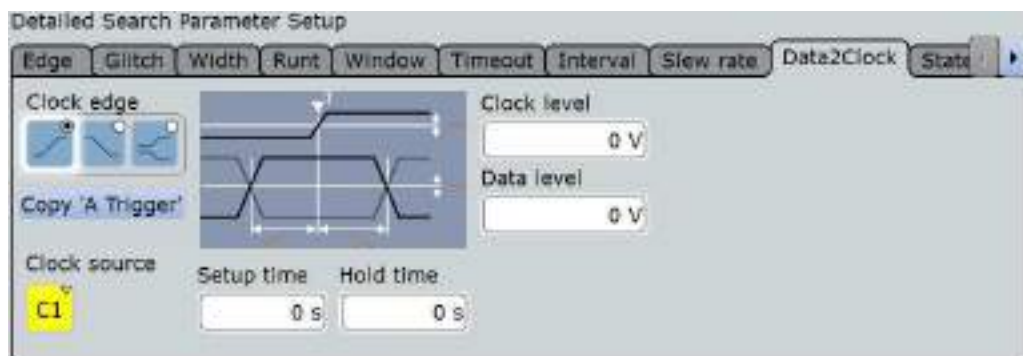 Detailed Search Parameter Setup
Edge Glitch Width Runt Window Timeout Interval Slew rate Data2Clock State
Clock edge
Clock level
0 V
Data level
0 V
Copy 'A Trigger'
Clock source
C1
Setup time Hold time
0 s 0 s